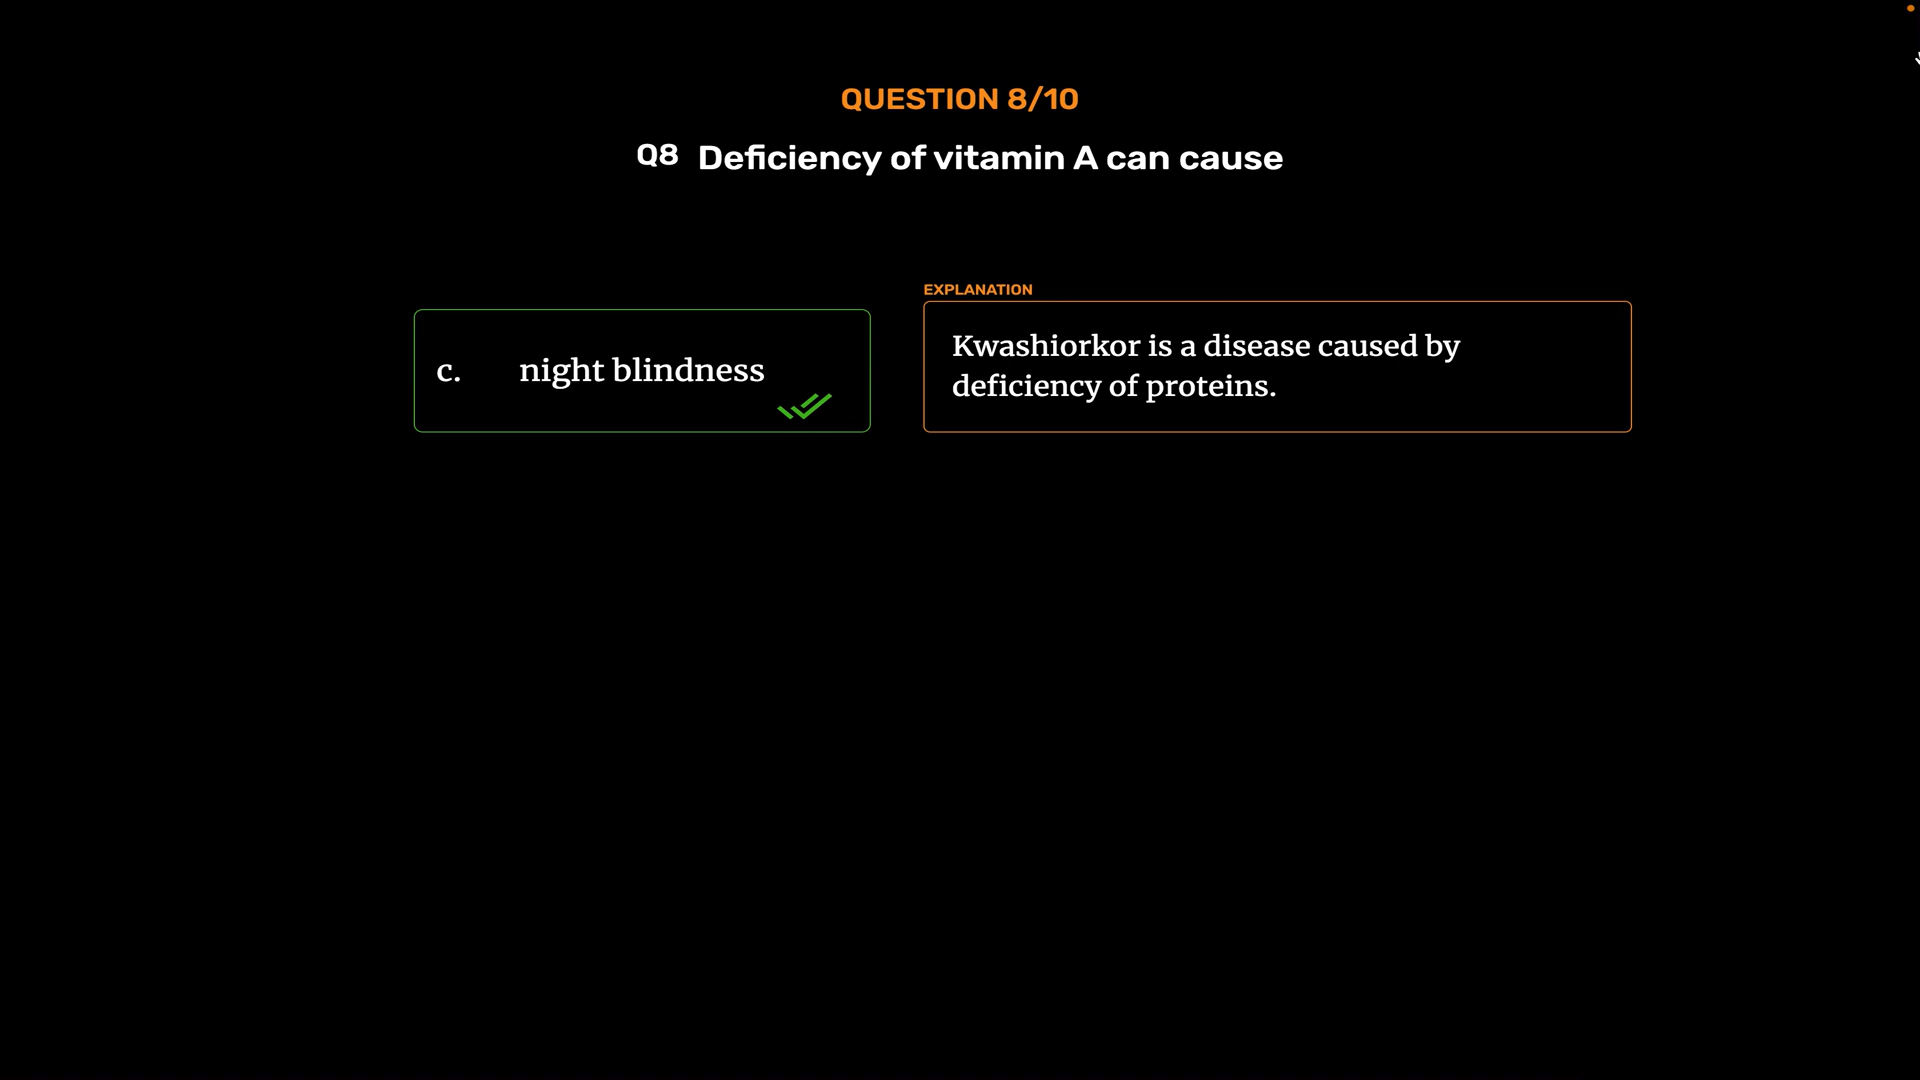 QUESTION 8/10
Q8 Deficiency of vitamin A can cause
EXPLANATION
c. night blindness
Kwashiorkor is a disease caused by
deficiency of proteins.